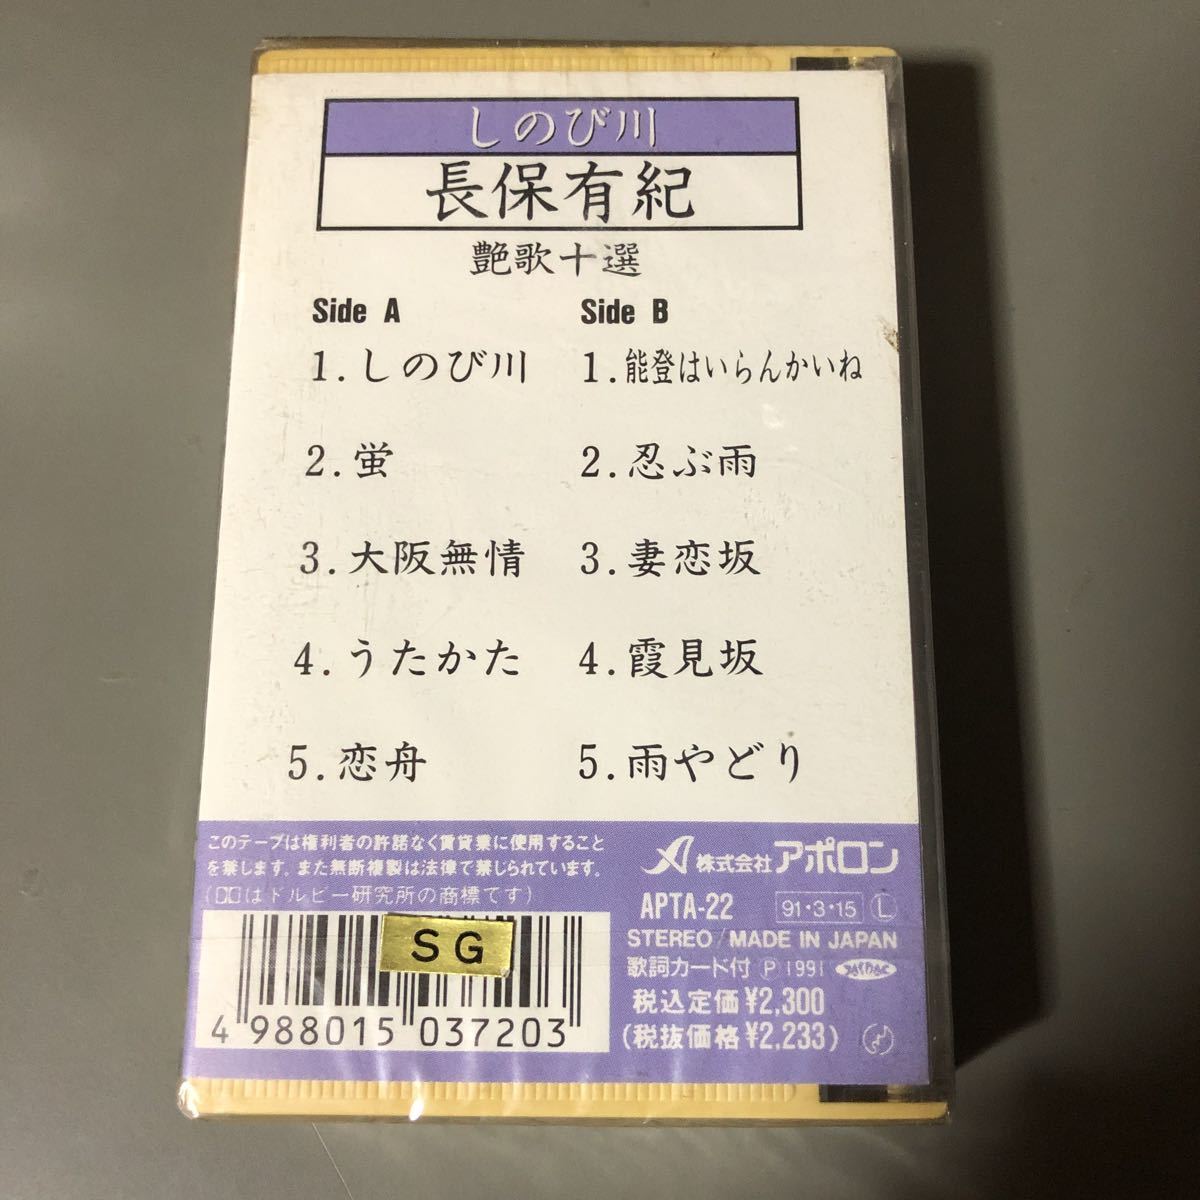 しのび川
長保有紀
艶歌十選
Side A
1.しのび川
2.蛍
3.大阪無情
4.うたかた
5.恋舟
Side B
1.能登はいらんかいね
2.忍ぶ雨
3.妻恋坂
4.霞見坂
5.雨やどり
このテープは権利者の許諾なく賃貸業に使用すること
を禁します。また無断複製は法律で禁じられています。
(はドルビー研究所の商標です)
SG
4 988015 037203
株式会社アポロン
APTA-22 91・3・15 L
STEREO/MADE IN JAPAN
歌詞カード付 Ⓟ1991
税込定価¥2,300
(税抜価格¥2,233)